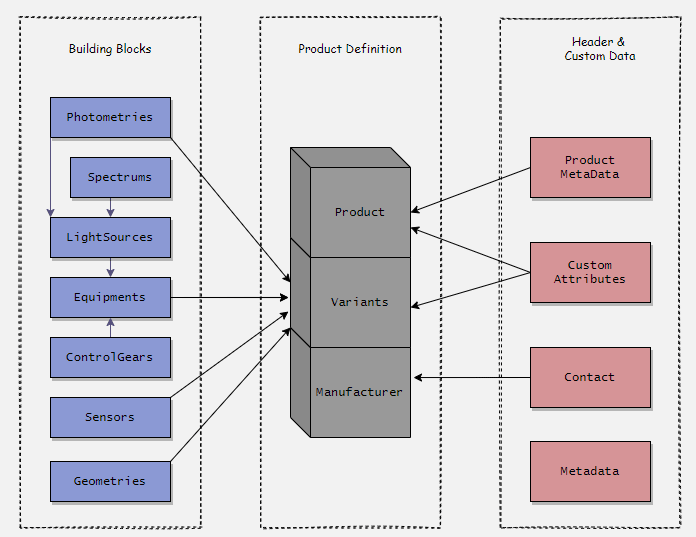 Building Blocks
Photometries
Spectrums
LightSources
Equipments
ControlGears
Sensors
Geometries
Product Definition
Product
Variants
Manufacturer
Header &
Custom Data
Product
MetaData
Custom
Attributes
Contact
Metadata